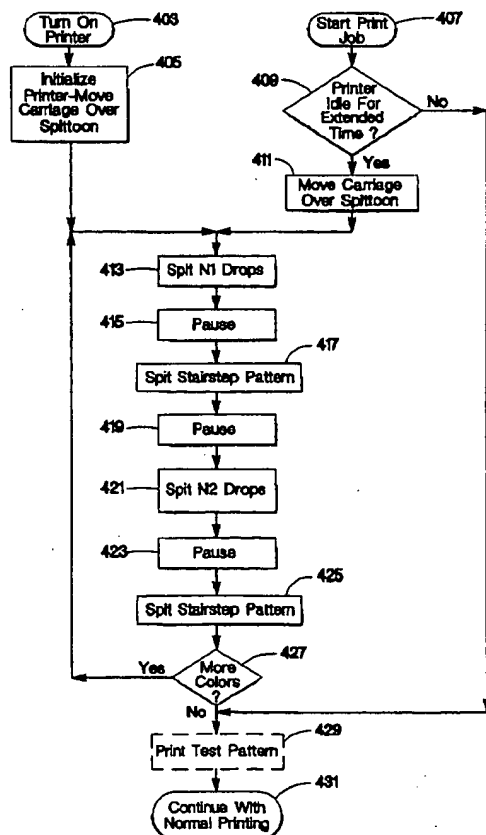 Turn On
Printer
403
405
Initialize
Printer-Move
Carriage Over
Spittoon
Start Print
Job
407
409
Printer
Idle For
Extended
Time ?
No
Yes
411
Move Carriage
Over Spittoon
413
Spit N1 Drops
415
Pause
417
Spit Stairstep Pattern
419
Pause
421
Spit N2 Drops
423
Pause
425
Spit Stairstep Pattern
427
Yes
More
Colors
?
No
429
Print Test Pattern
431
Continue With
Normal Printing